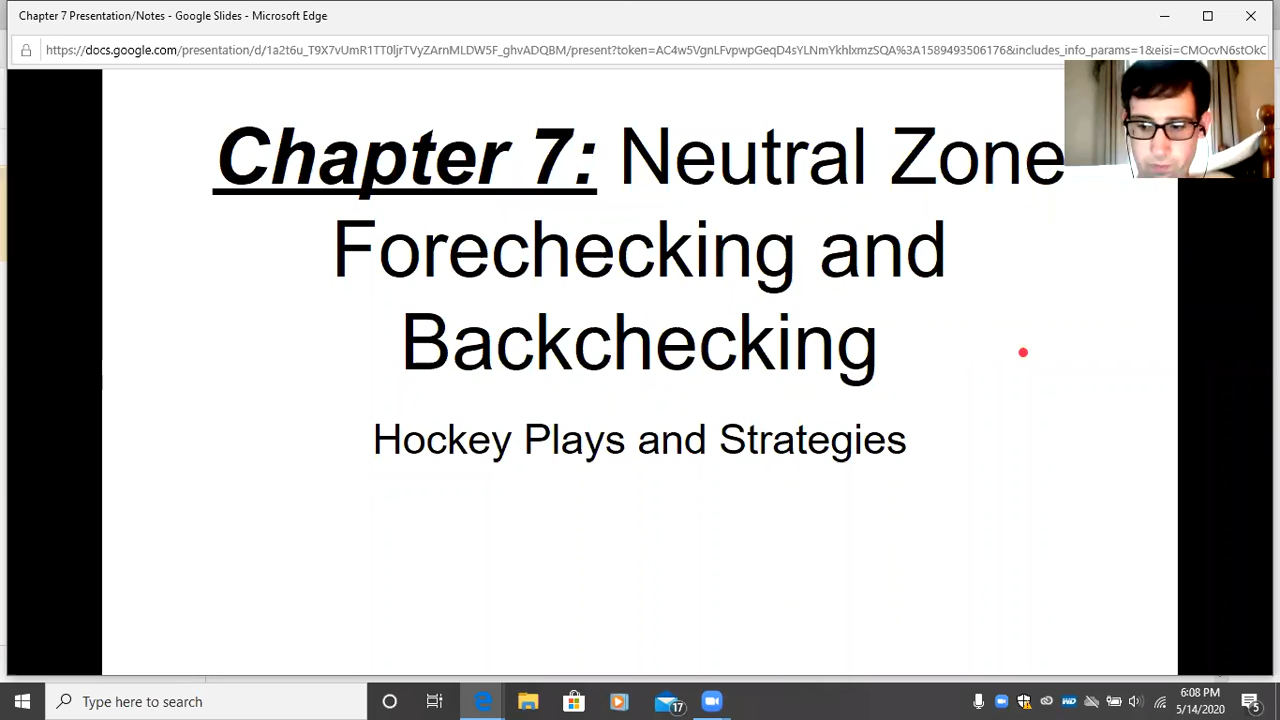 Chapter 7 Presentation/Notes - Google Slides - Microsoft Edge
https://docs.google.com/presentation/d/1a2t6u_T9X7vUmR1TT0ljrTVyZArnMLDW5F_ghvADQBM/present?token=AC4w5VgnLFvpwpGeqD4sYLNmYkhlxmzSQA%3A1589493506176&includes_info_params=1&eisi=CMOcvN6stOkC
Chapter 7: Neutral Zone
Forechecking and
Backchecking
Hockey Plays and Strategies
Type here to search
17
6:08 PM
5/14/2020
5